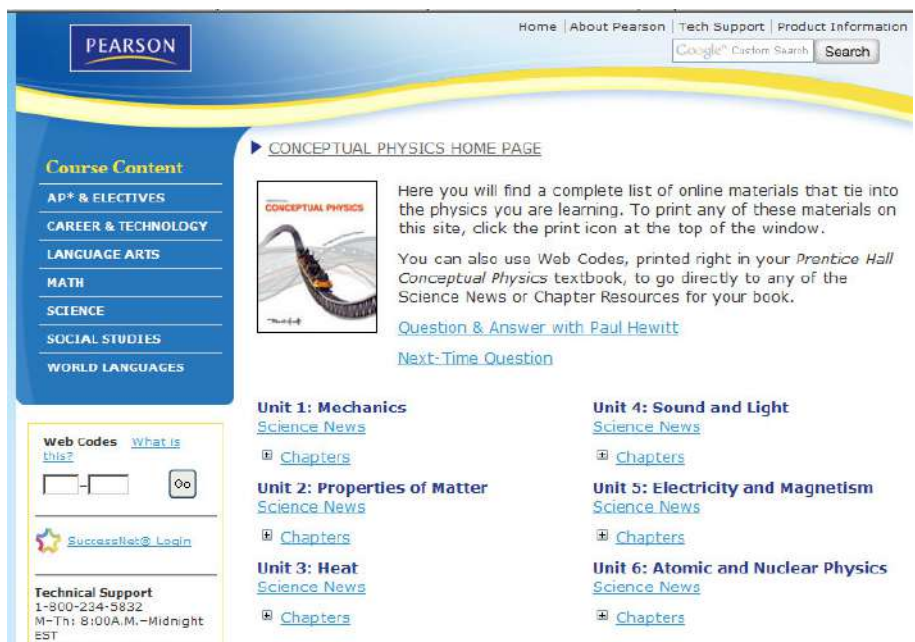 Home | About Pearson | Tech Support | Product Information
PEARSON
Google™ Custom Search Search
CONCEPTUAL PHYSICS HOME PAGE
Course Content
AP* & ELECTIVES
CAREER & TECHNOLOGY
LANGUAGE ARTS
MATH
SCIENCE
SOCIAL STUDIES
WORLD LANGUAGES
CONCEPTUAL PHYSICS
Here you will find a complete list of online materials that tie into
the physics you are learning. To print any of these materials on
this site, click the print icon at the top of the window.
You can also use Web Codes, printed right in your Prentice Hall
Conceptual Physics textbook, to go directly to any of the
Science News or Chapter Resources for your book.
Question & Answer with Paul Hewitt
Next-Time Question
Web Codes What is
this?
- Go
SuccessNet® Login
Technical Support
1-800-234-5832
M-Th: 8:00A.M.-Midnight
EST
Unit 1: Mechanics
Science News
Chapters
Unit 2: Properties of Matter
Science News
Chapters
Unit 3: Heat
Science News
Chapters
Unit 4: Sound and Light
Science News
Chapters
Unit 5: Electricity and Magnetism
Science News
Chapters
Unit 6: Atomic and Nuclear Physics
Science News
Chapters